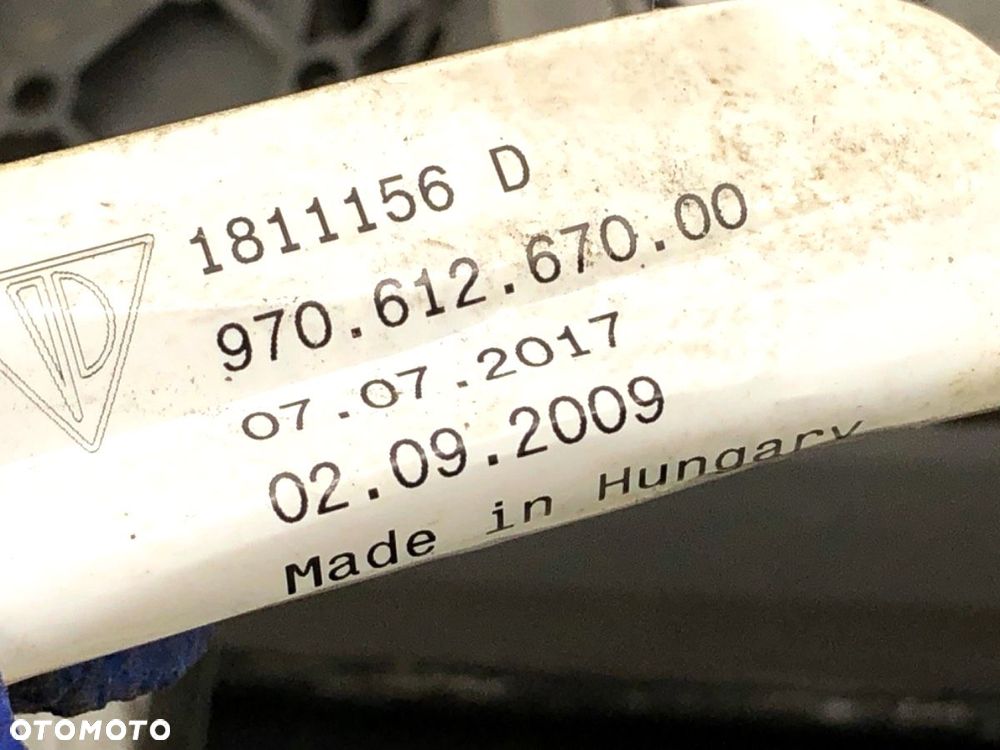 1811156 D
970.612.670.00
07.07.2017
02.09.2009
Made in Hungary
OTOMOTO